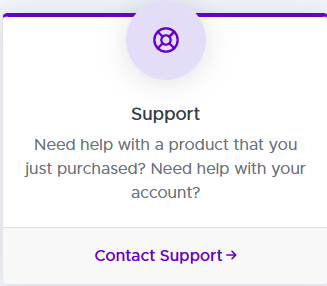 Support
Need help with a product that you
just purchased? Need help with your
account?
Contact Support →